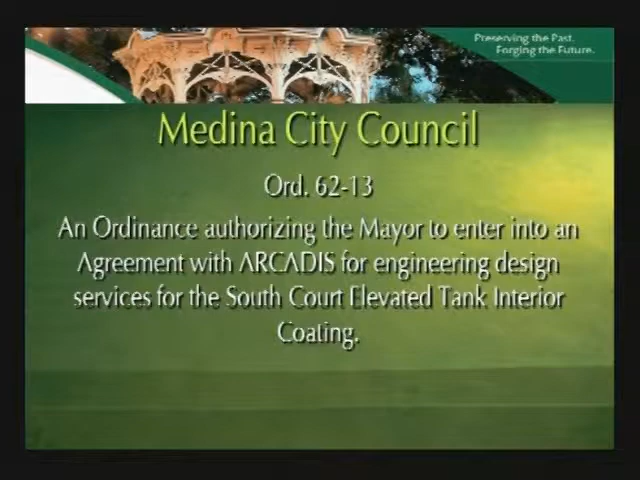 Preserving the Past.
Forging the Future.
Medina City Council
Ord. 62-13
An Ordinance authorizing the Mayor to enter into an
Agreement with ARCADIS for engineering design
services for the South Court Elevated Tank Interior
Coating.